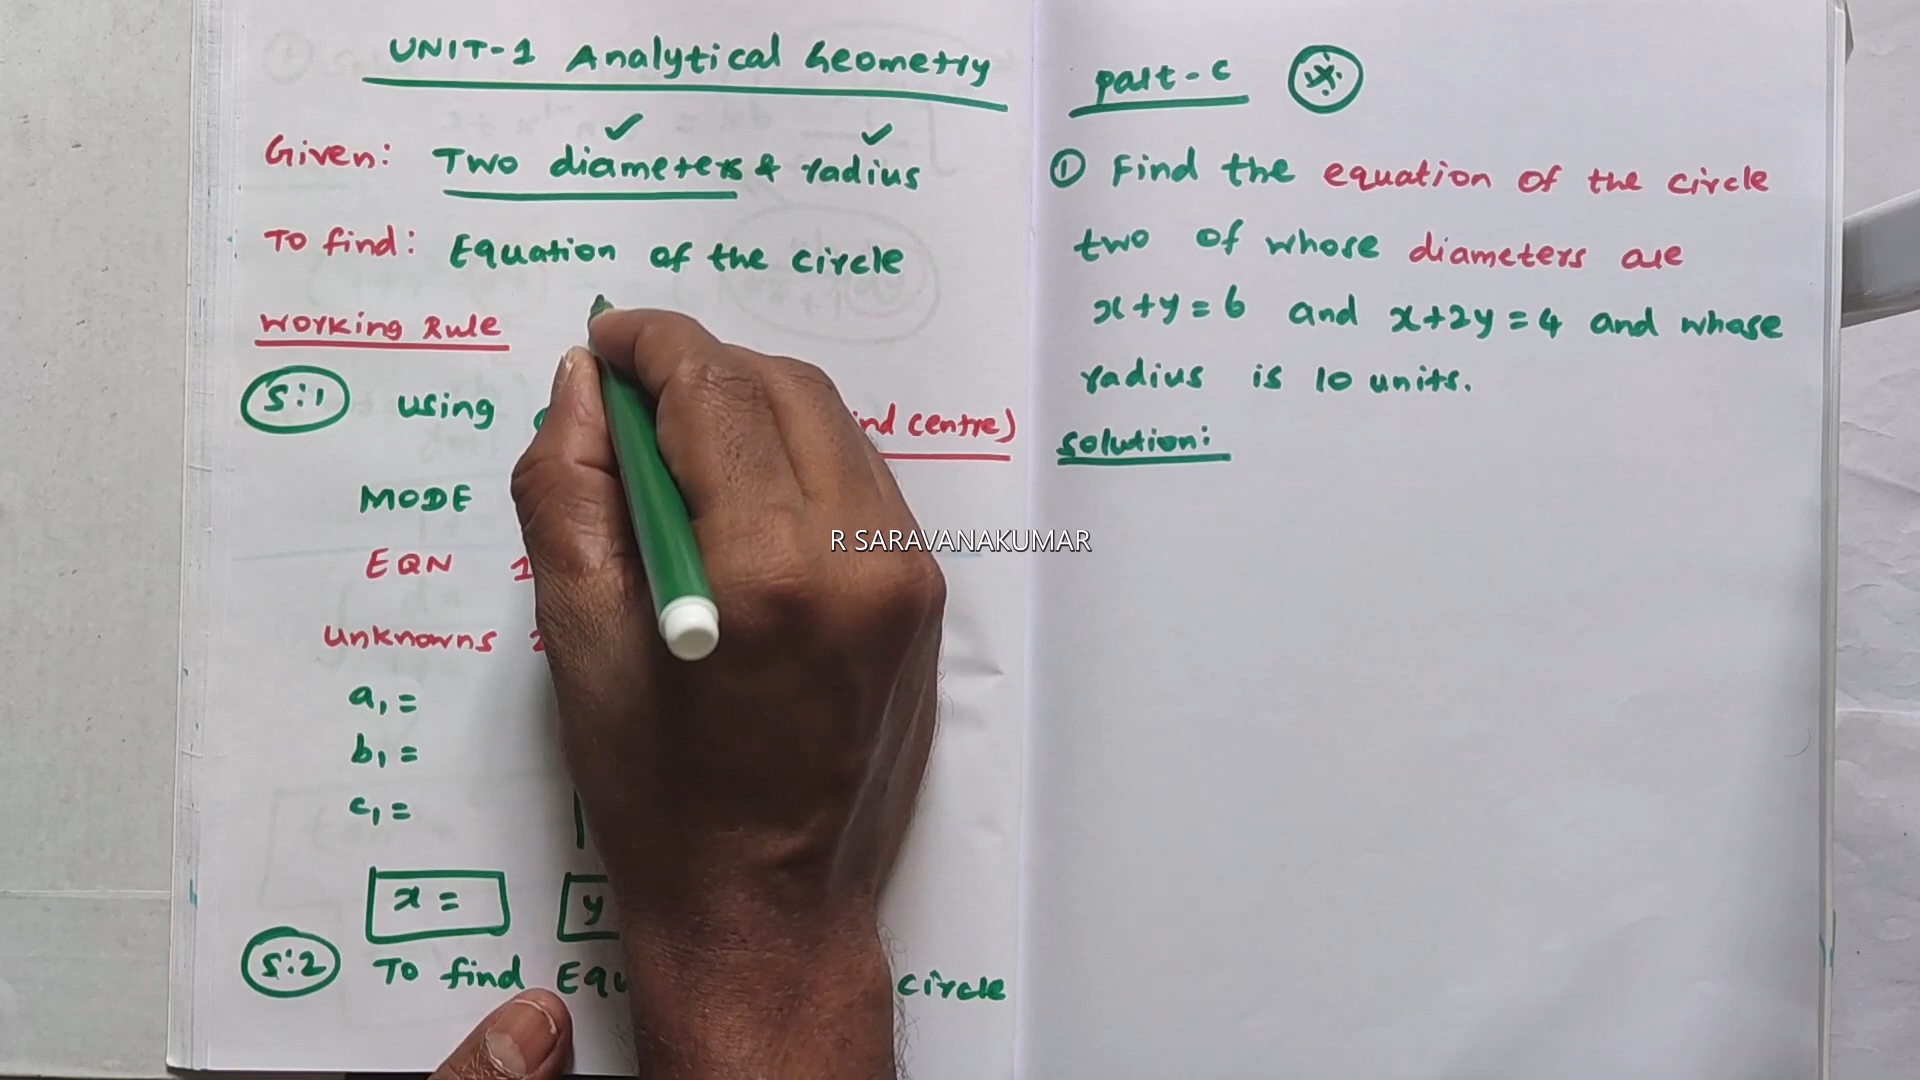 UNIT-1 Analytical Geometry
Given: Two diameters & radius
To find: Equation of the circle
Working Rule
S:1 using centre)
MODE
EQN 1
unknowns 2
a₁ =
b₁ =
c₁ =
x = y
S:2 To find circle
part-c
① Find the equation of the circle
two of whose diameters are
x+y=6 and x+2y=4 and whose
radius is 10 units.
solution:
R SARAVANAKUMAR